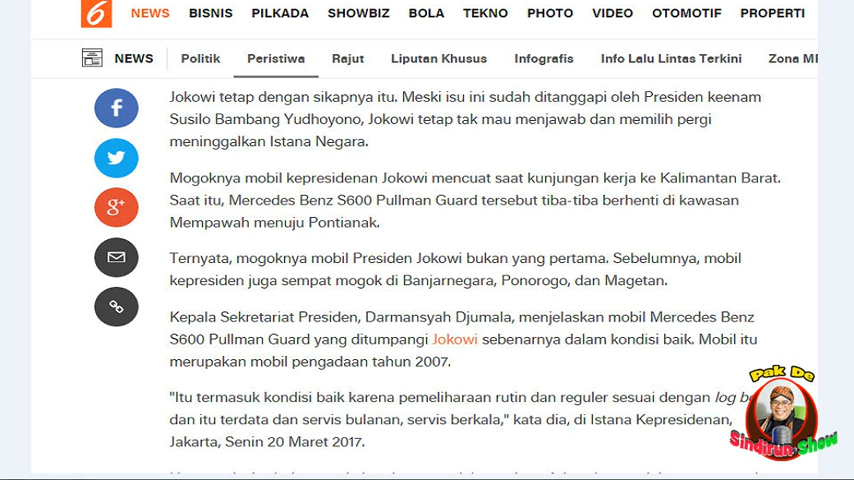 6 NEWS BISNIS PILKADA SHOWBIZ BOLA TEKNO PHOTO VIDEO OTOMOTIF PROPERTI
NEWS Politik Peristiwa Rajut Liputan Khusus Infografis Info Lalu Lintas Terkini Zona
Jokowi tetap dengan sikapnya itu. Meski isu ini sudah ditanggapi oleh Presiden keenam
Susilo Bambang Yudhoyono, Jokowi tetap tak mau menjawab dan memilih pergi
meninggalkan Istana Negara.
Mogoknya mobil kepresidenan Jokowi mencuat saat kunjungan kerja ke Kalimantan Barat.
Saat itu, Mercedes Benz S600 Pullman Guard tersebut tiba-tiba berhenti di kawasan
Mempawah menuju Pontianak.
Ternyata, mogoknya mobil Presiden Jokowi bukan yang pertama. Sebelumnya, mobil
kepresiden juga sempat mogok di Banjarnegara, Ponorogo, dan Magetan.
Kepala Sekretariat Presiden, Darmansyah Djumala, menjelaskan mobil Mercedes Benz
S600 Pullman Guard yang ditumpangi Jokowi sebenarnya dalam kondisi baik. Mobil itu
merupakan mobil pengadaan tahun 2007.
"Itu termasuk kondisi baik karena pemeliharaan rutin dan reguler sesuai dengan log
dan itu terdata dan servis bulanan, servis berkala," kata dia, di Istana Kepresidenan,
Jakarta, Senin 20 Maret 2017.
Pak De
Sindirun Show